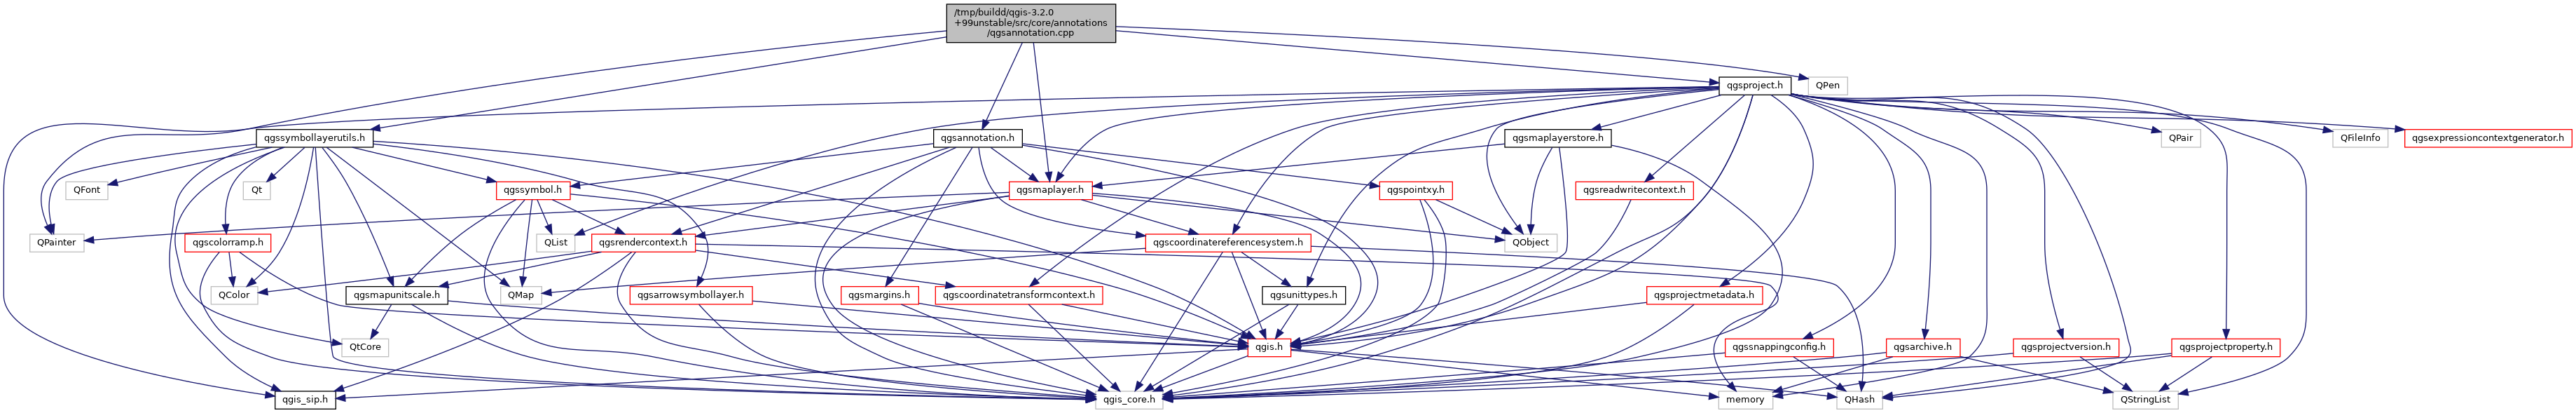 /tmp/buildd/qgis-3.2.0
+99unstable/src/core/annotations
/qgsannotation.cpp
qgsproject.h
QPen
qgssymbollayerutils.h
qgsannotation.h
qgsmaplayerstore.h
QPair
QFileInfo
qgsexpressioncontextgenerator.h
QFont
Qt
qgssymbol.h
qgsmaplayer.h
qgspointxy.h
qgsreadwritecontext.h
QPainter
qgscolorramp.h
QList
qgsrendercontext.h
qgscoordinatereferencesystem.h
QObject
QColor
qgsmapunitscale.h
QMap
qgsarrowsymbollayer.h
qgsmargins.h
qgscoordinatetransformcontext.h
qgsunittypes.h
qgsprojectmetadata.h
QtCore
qgis.h
qgssnappingconfig.h
qgsarchive.h
qgsprojectversion.h
qgsprojectproperty.h
qgis_sip.h
qgis_core.h
memory
QHash
QStringList